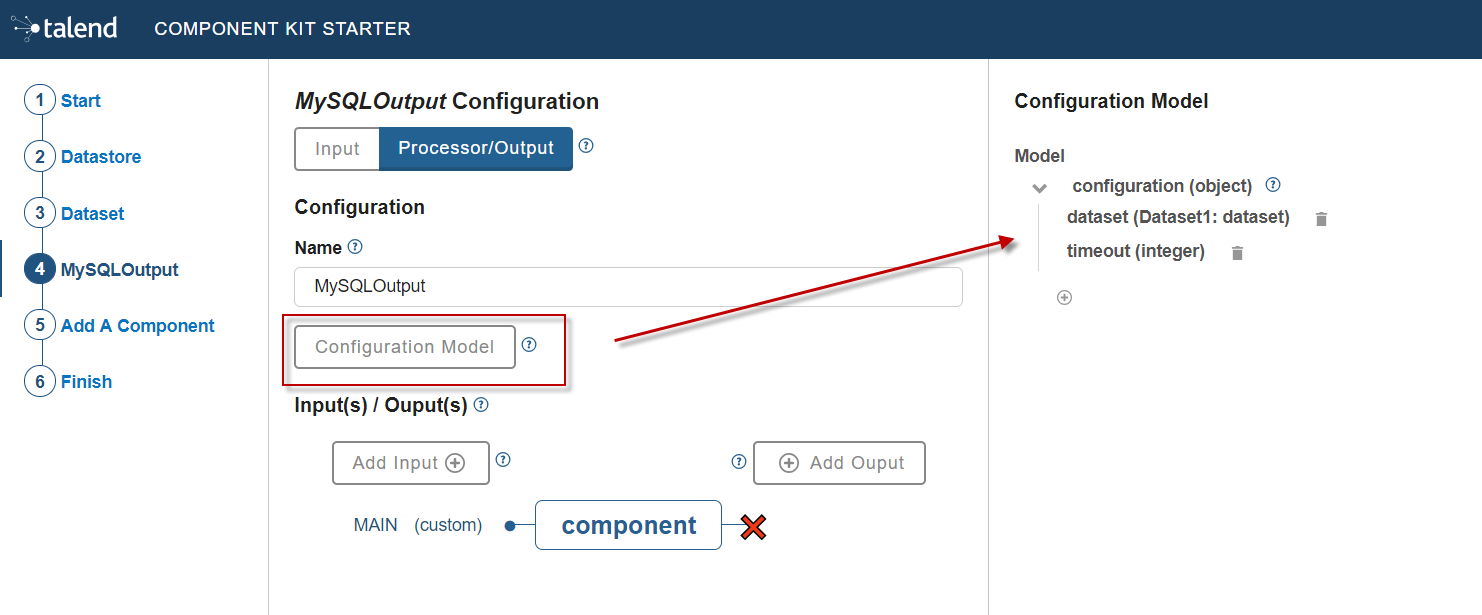 talend COMPONENT KIT STARTER
1 Start
2 Datastore
3 Dataset
4 MySQLOutput
5 Add A Component
6 Finish
MySQLOutput Configuration
Input Processor/Output ?
Configuration
Name ?
MySQLOutput
Configuration Model ?
Input(s) / Ouput(s) ?
Add Input ? ? Add Ouput
MAIN (custom) component
Configuration Model
Model
configuration (object) ?
dataset (Dataset1: dataset)
timeout (integer)